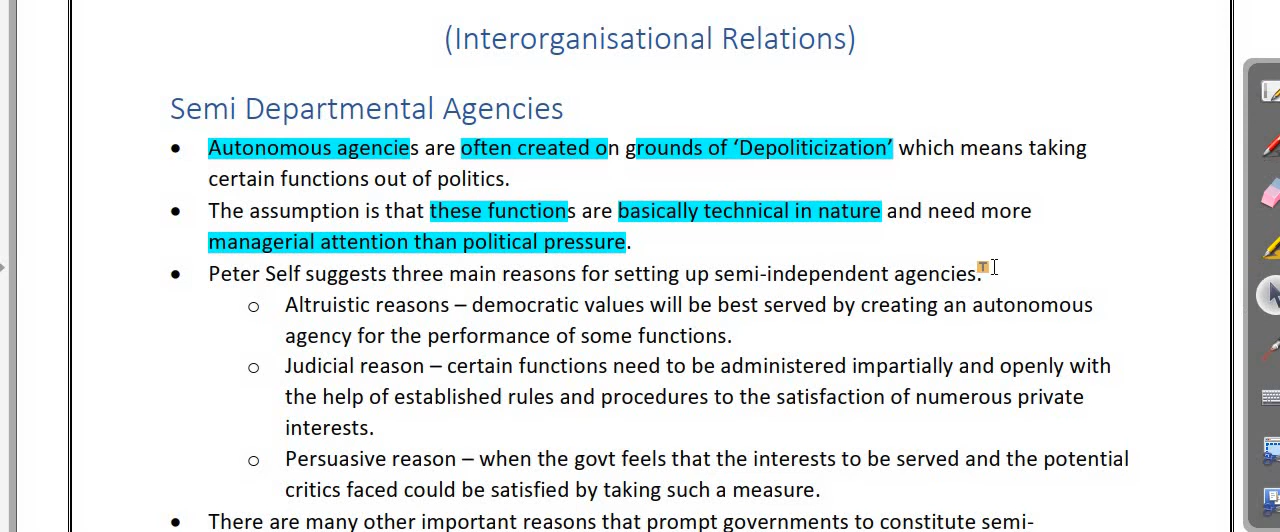 (Interorganisational Relations)
Semi Departmental Agencies
• Autonomous agencies are often created on grounds of ‘Depoliticization’ which means taking
certain functions out of politics.
• The assumption is that these functions are basically technical in nature and need more
managerial attention than political pressure.
• Peter Self suggests three main reasons for setting up semi-independent agencies.
o Altruistic reasons – democratic values will be best served by creating an autonomous
agency for the performance of some functions.
o Judicial reason – certain functions need to be administered impartially and openly with
the help of established rules and procedures to the satisfaction of numerous private
interests.
o Persuasive reason – when the govt feels that the interests to be served and the potential
critics faced could be satisfied by taking such a measure.
• There are many other important reasons that prompt governments to constitute semi-